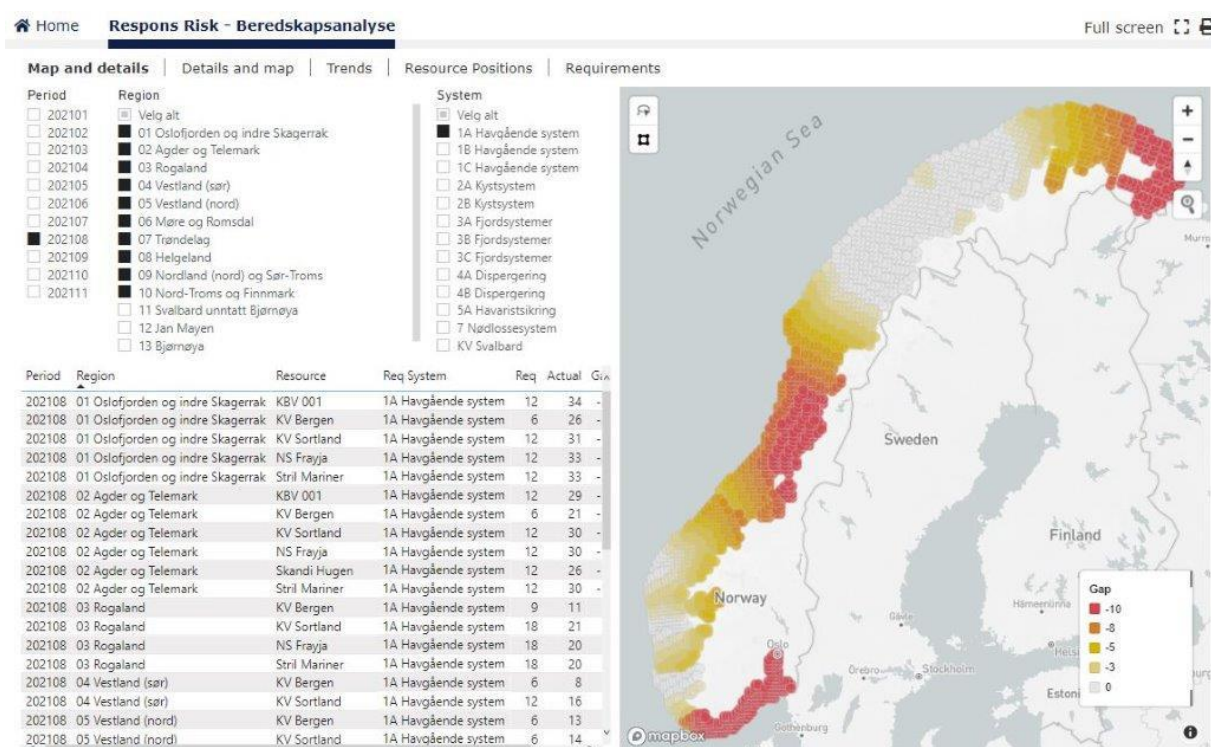 Home Respons Risk - Beredskapsanalyse Full screen
Map and details | Details and map | Trends | Resource Positions | Requirements
Period
202101
202102
202103
202104
202105
202106
202107
202108
202109
202110
202111
Region
Velg alt
01 Oslofjorden og indre Skagerrak
02 Agder og Telemark
03 Rogaland
04 Vestland (sør)
05 Vestland (nord)
06 Møre og Romsdal
07 Trøndelag
08 Helgeland
09 Nordland (nord) og Sør-Troms
10 Nord-Troms og Finnmark
11 Svalbard unntatt Bjørnøya
12 Jan Mayen
13 Bjørnøya
System
Velg alt
1A Havgående system
1B Havgående system
1C Havgående system
2A Kystsystem
2B Kystsystem
3A Fjordsystemer
3B Fjordsystemer
3C Fjordsystemer
4A Dispergering
4B Dispergering
5A Havaristsikring
7 Nødlossesystem
KV Svalbard
Period Region Resource Req System Req Actual
202108 01 Oslofjorden og indre Skagerrak KBV 001 1A Havgående system 12 34 -
202108 01 Oslofjorden og indre Skagerrak KV Bergen 1A Havgående system 6 26 -
202108 01 Oslofjorden og indre Skagerrak KV Sortland 1A Havgående system 12 31 -
202108 01 Oslofjorden og indre Skagerrak NS Frayja 1A Havgående system 12 33 -
202108 01 Oslofjorden og indre Skagerrak Stril Mariner 1A Havgående system 12 33 -
202108 02 Agder og Telemark KBV 001 1A Havgående system 12 29 -
202108 02 Agder og Telemark KV Bergen 1A Havgående system 6 21 -
202108 02 Agder og Telemark KV Sortland 1A Havgående system 12 30 -
202108 02 Agder og Telemark NS Frayja 1A Havgående system 12 30 -
202108 02 Agder og Telemark Skandi Hugen 1A Havgående system 12 26 -
202108 02 Agder og Telemark Stril Mariner 1A Havgående system 12 30 -
202108 03 Rogaland KV Bergen 1A Havgående system 9 11
202108 03 Rogaland KV Sortland 1A Havgående system 18 21
202108 03 Rogaland NS Frayja 1A Havgående system 18 20
202108 03 Rogaland Stril Mariner 1A Havgående system 18 20
202108 04 Vestland (sør) KV Bergen 1A Havgående system 6 8
202108 04 Vestland (sør) KV Sortland 1A Havgående system 12 16
202108 05 Vestland (nord) KV Bergen 1A Havgående system 6 13
202108 05 Vestland (nord) KV Sortland 1A Havgående system 6 14
Norwegian Sea
Sweden
Finland
Norway
Oslo
Gävle
Hämeenlinna
Örebro
Stockholm
Gothenburg
Gap
-10
-8
-5
-3
0
mapbox